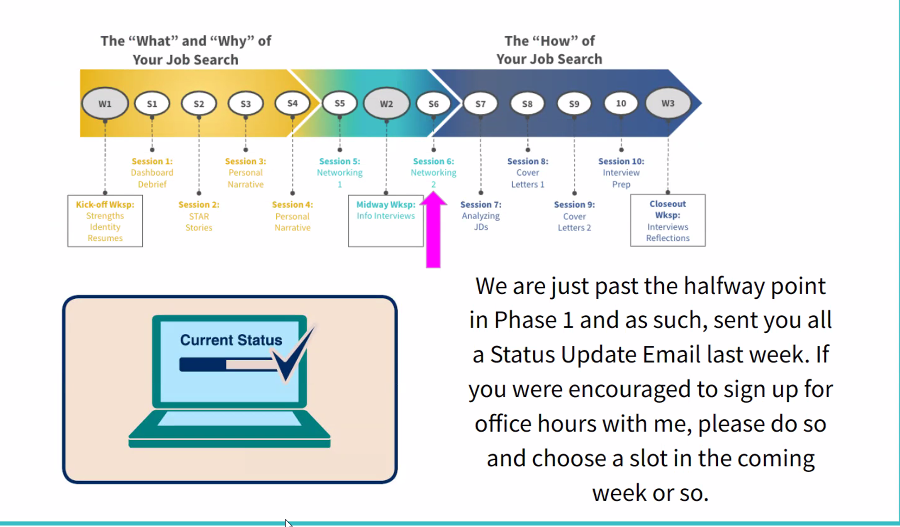 The “What” and “Why” of
Your Job Search
The “How” of
Your Job Search
W1
S1
S2
S3
S4
S5
W2
S6
S7
S8
S9
10
W3
Session 1:
Dashboard
Debrief
Session 3:
Personal
Narrative
Session 5:
Networking
1
Session 6:
Networking
2
Session 8:
Cover
Letters 1
Session 10:
Interview
Prep
Kick-off Wksp:
Strengths
Identity
Resumes
Session 2:
STAR
Stories
Session 4:
Personal
Narrative
Midway Wksp:
Info Interviews
Session 7:
Analyzing
JDs
Session 9:
Cover
Letters 2
Closeout
Wksp:
Interviews
Reflections
Current Status
We are just past the halfway point
in Phase 1 and as such, sent you all
a Status Update Email last week. If
you were encouraged to sign up for
office hours with me, please do so
and choose a slot in the coming
week or so.